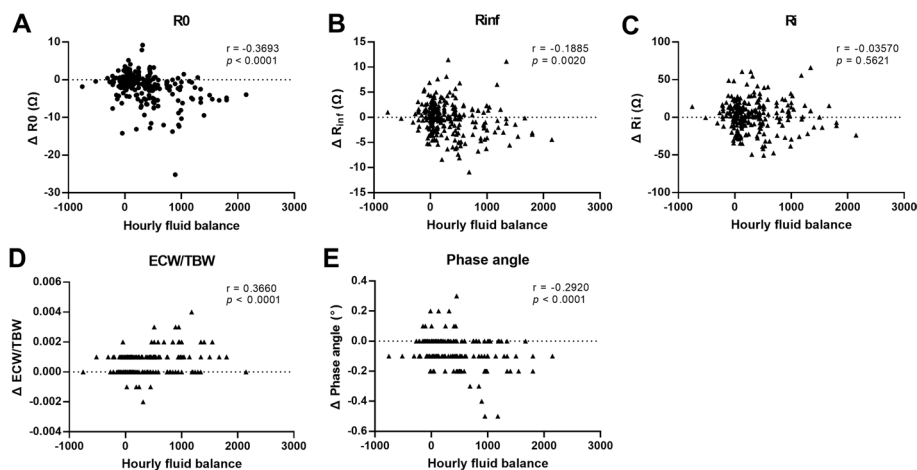 A
R0
r = -0.3693
p < 0.0001
Δ R0 (Ω)
10
0
-10
-20
-30
-1000 0 1000 2000 3000
Hourly fluid balance
B
Rinf
r = -0.1885
p = 0.0020
Δ Rinf (Ω)
15
10
5
0
-5
-10
-15
-1000 0 1000 2000 3000
Hourly fluid balance
C
Ri
r = -0.03570
p = 0.5621
Δ Ri (Ω)
100
50
0
-50
-100
-1000 0 1000 2000 3000
Hourly fluid balance
D
ECW/TBW
r = 0.3660
p < 0.0001
Δ ECW/TBW
0.006
0.004
0.002
0.000
-0.002
-0.004
-1000 0 1000 2000 3000
Hourly fluid balance
E
Phase angle
r = -0.2920
p < 0.0001
Δ Phase angle (°)
0.4
0.2
0.0
-0.2
-0.4
-0.6
-1000 0 1000 2000 3000
Hourly fluid balance